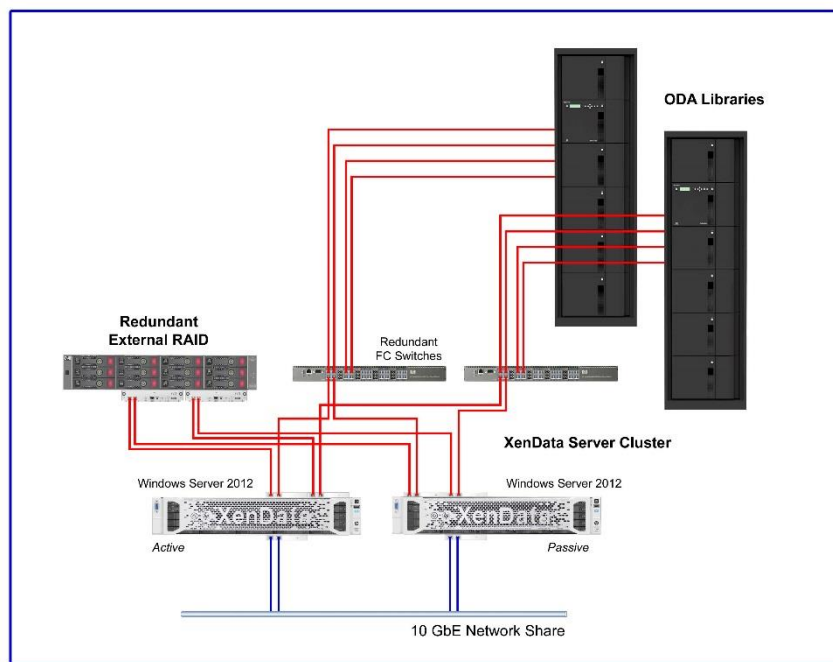 ODA Libraries
Redundant
External RAID
Redundant
FC Switches
XenData Server Cluster
Windows Server 2012
Windows Server 2012
XenData
XenData
Active
Passive
10 GbE Network Share